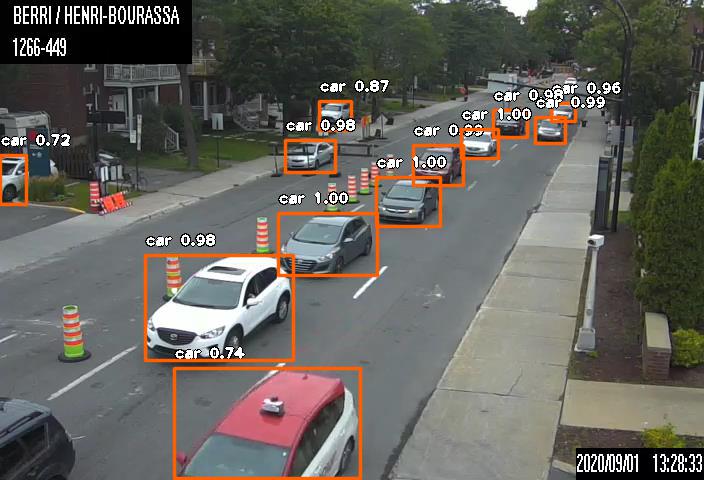 BERRI / HENRI-BOURASSA
1266-449
car 0.87
car 0.96
car 0.99
car 1.00
car 0.98
car 0.72
car 1.00
car 1.00
car 0.98
car 0.74
2020/09/01 13:28:33